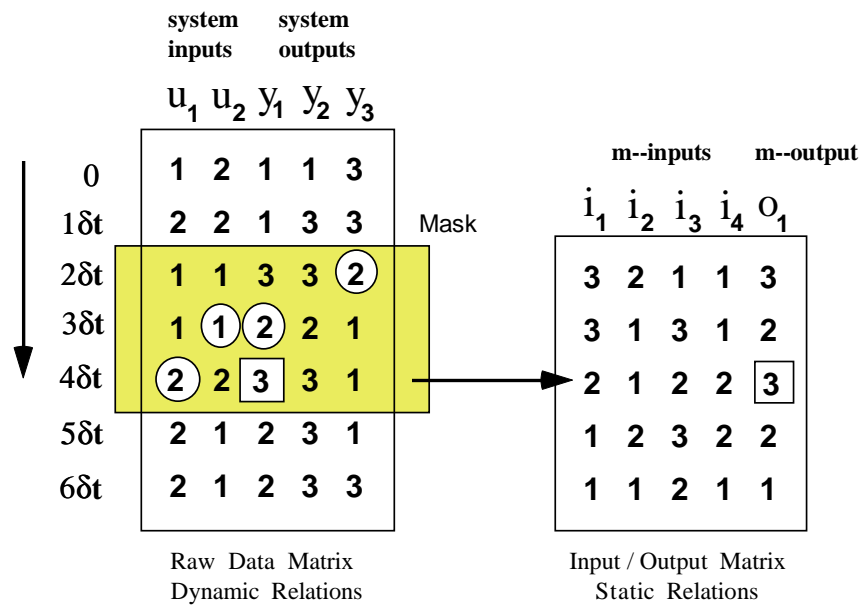 system system
inputs outputs
u1 u2 y1 y2 y3
0 1 2 1 1 3
1δt 2 2 1 3 3
2δt 1 1 3 3 2
3δt 1 1 2 2 1
4δt 2 2 3 3 1
5δt 2 1 2 3 1
6δt 2 1 2 3 3
Raw Data Matrix
Dynamic Relations
Mask
m--inputs m--output
i1 i2 i3 i4 o1
3 2 1 1 3
3 1 3 1 2
2 1 2 2 3
1 2 3 2 2
1 1 2 1 1
Input / Output Matrix
Static Relations